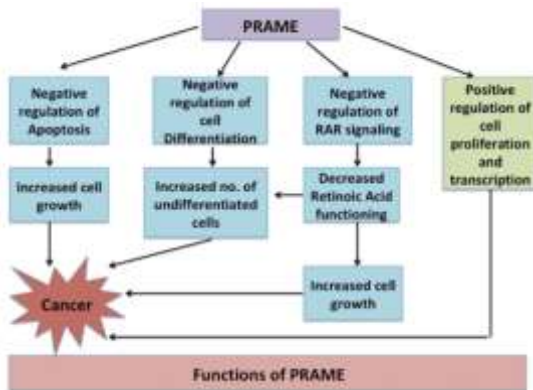 PRAME
Negative
regulation of
Apoptosis
Negative
regulation of
cell
Differentiation
Negative
regulation of
RAR signaling
Positive
regulation of
cell
proliferation
and
transcription
Increased cell
growth
Increased no. of
undifferentiated
cells
Decreased
Retinoic Acid
functioning
Increased cell
growth
Cancer
Functions of PRAME